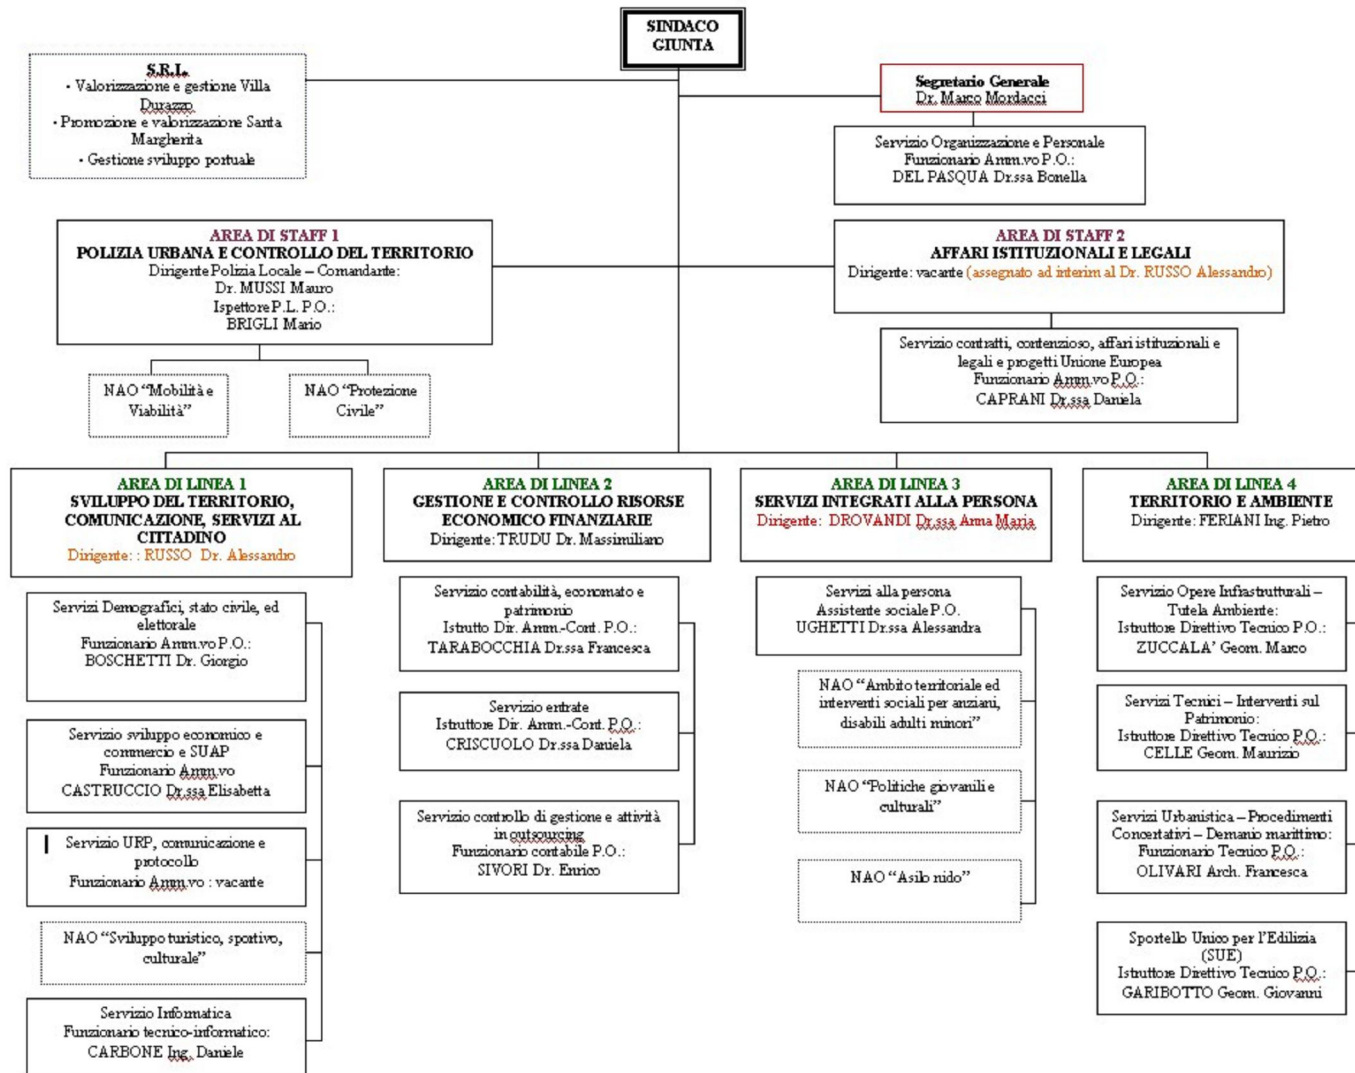 SINDACO
GIUNTA
S.R.L.
• Valorizzazione e gestione Villa
Durazzo
• Promozione e valorizzazione Santa
Margherita
• Gestione sviluppo portuale
Segretario Generale
Dr. Marco Mordacci
Servizio Organizzazione e Personale
Funzionario Amm.vo P.O.:
DEL PASQUA Dr.ssa Bonella
AREA DI STAFF 1
POLIZIA URBANA E CONTROLLO DEL TERRITORIO
Dirigente Polizia Locale – Comandante:
Dr. MUSSI Mauro
Ispettore P.L. P.O.:
BRIGLI Mario
AREA DI STAFF 2
AFFARI ISTITUZIONALI E LEGALI
Dirigente: vacante (assegnato ad interim al Dr. RUSSO Alessandro)
NAO “Mobilità e
Viabilità”
NAO “Protezione
Civile”
Servizio contratti, contenzioso, affari istituzionali e
legali e progetti Unione Europea
Funzionario Amm.vo P.O.:
CAPRANI Dr.ssa Daniela
AREA DI LINEA 1
SVILUPPO DEL TERRITORIO,
COMUNICAZIONE, SERVIZI AL
CITTADINO
Dirigente: : RUSSO Dr. Alessandro
Servizi Demografici, stato civile, ed
elettorale
Funzionario Amm.vo P.O.:
BOSCHETTI Dr. Giorgio
Servizio sviluppo economico e
commercio e SUAP
Funzionario Amm.vo
CASTRUCCIO Dr.ssa Elisabetta
Servizio URP, comunicazione e
protocollo
Funzionario Amm.vo : vacante
NAO “Sviluppo turistico, sportivo,
culturale”
Servizio Informatica
Funzionario tecnico-informatico:
CARBONE Ing. Daniele
AREA DI LINEA 2
GESTIONE E CONTROLLO RISORSE
ECONOMICO FINANZIARIE
Dirigente: TRUDU Dr. Massimiliano
Servizio contabilità, economato e
patrimonio
Istrutto Dir. Amm.-Cont. P.O.:
TARABOCCHIA Dr.ssa Francesca
Servizio entrate
Istruttore Dir. Amm.-Cont. P.O.:
CRISCUOLO Dr.ssa Daniela
Servizio controllo di gestione e attività
in outsourcing
Funzionario contabile P.O.:
SIVORI Dr. Enrico
AREA DI LINEA 3
SERVIZI INTEGRATI ALLA PERSONA
Dirigente: DROVANDI Dr.ssa Anna Maria
Servizi alla persona
Assistente sociale P.O.
UGHETTI Dr.ssa Alessandra
NAO “Ambito territoriale ed
interventi sociali per anziani,
disabili adulti minori”
NAO “Politiche giovanili e
culturali”
NAO “Asilo nido”
AREA DI LINEA 4
TERRITORIO E AMBIENTE
Dirigente: FERIANI Ing. Pietro
Servizio Opere Infrastrutturali –
Tutela Ambiente:
Istruttore Direttivo Tecnico P.O.:
ZUCCALA’ Geom. Marco
Servizi Tecnici – Interventi sul
Patrimonio:
Istruttore Direttivo Tecnico P.O.:
CELLE Geom. Maurizio
Servizi Urbanistica – Procedimenti
Concertativi – Demanio marittimo:
Funzionario Tecnico P.O.:
OLIVARI Arch. Francesca
Sportello Unico per l’Edilizia
(SUE)
Istruttore Direttivo Tecnico P.O.:
GARIBOTTO Geom. Giovanni